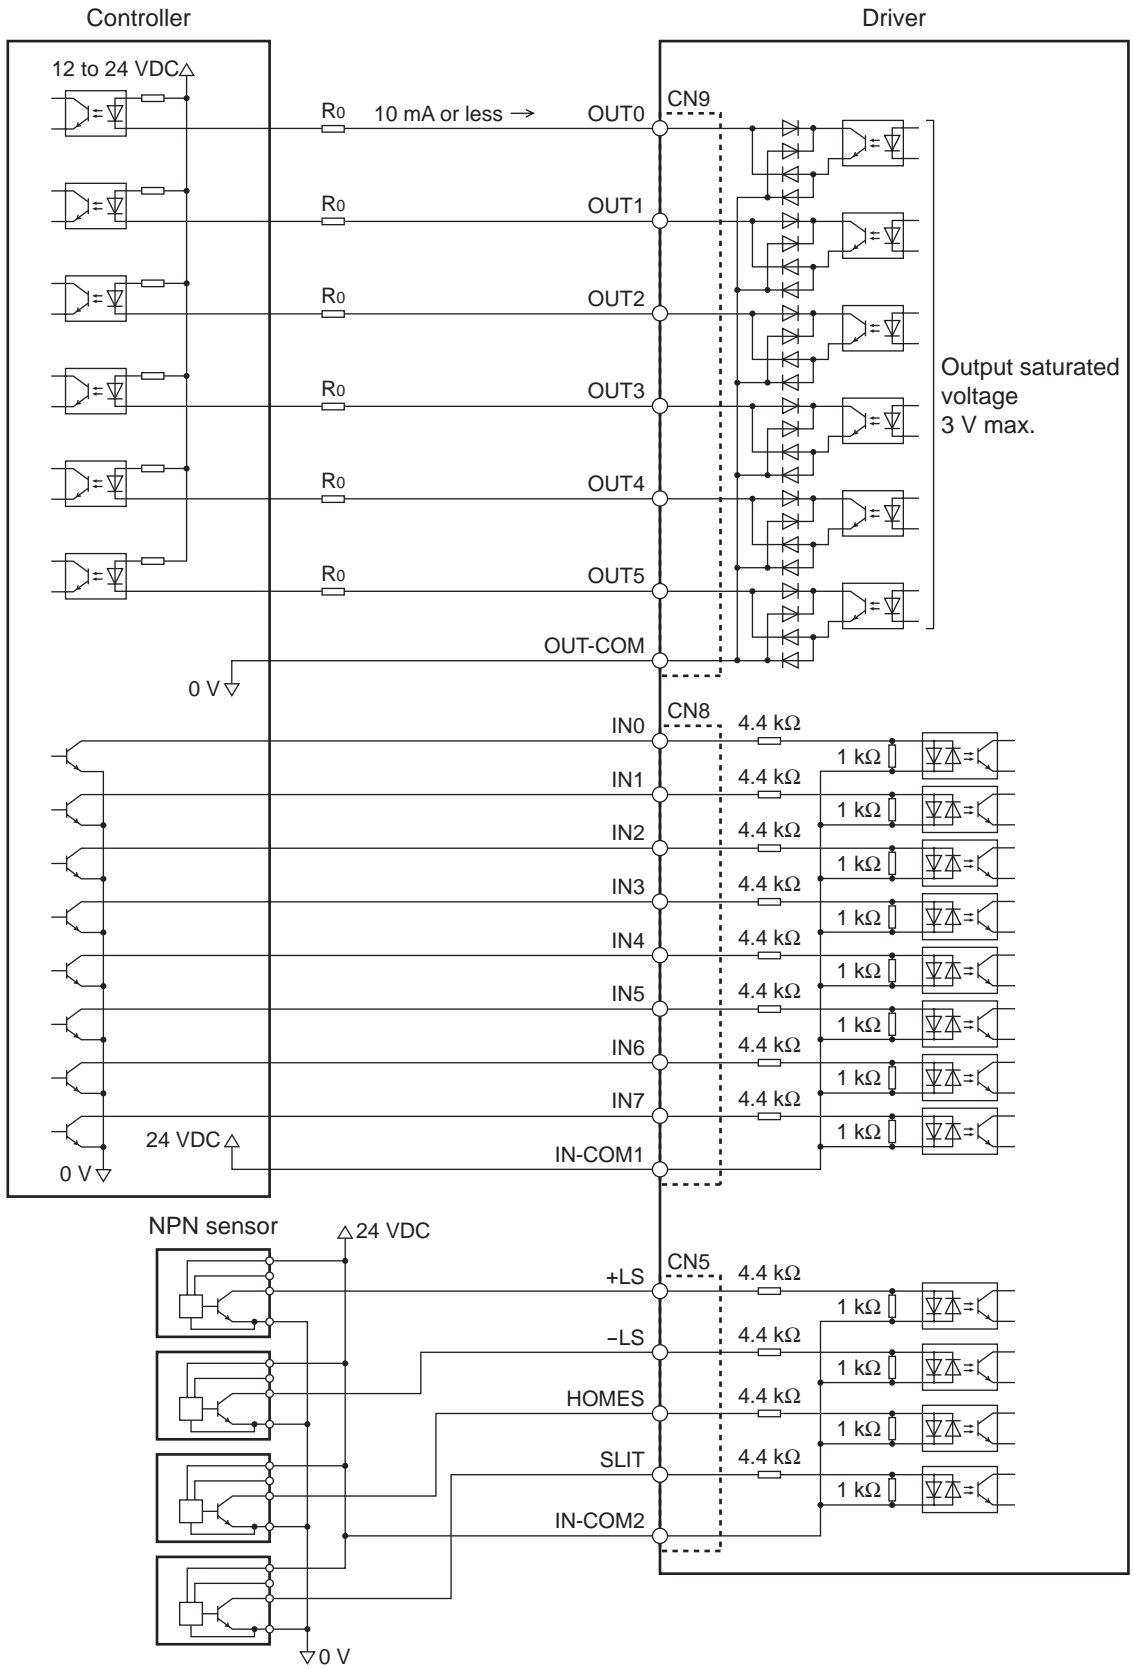 Controller
Driver
12 to 24 VDC
R0
10 mA or less →
OUT0
CN9
R0
OUT1
R0
OUT2
R0
OUT3
Output saturated
voltage
3 V max.
R0
OUT4
R0
OUT5
OUT-COM
0 V
CN8
IN0
4.4 kΩ
1 kΩ
IN1
4.4 kΩ
1 kΩ
IN2
4.4 kΩ
1 kΩ
IN3
4.4 kΩ
1 kΩ
IN4
4.4 kΩ
1 kΩ
IN5
4.4 kΩ
1 kΩ
IN6
4.4 kΩ
1 kΩ
IN7
4.4 kΩ
1 kΩ
24 VDC
IN-COM1
0 V
NPN sensor
24 VDC
CN5
+LS
4.4 kΩ
1 kΩ
−LS
4.4 kΩ
1 kΩ
HOMES
4.4 kΩ
1 kΩ
SLIT
4.4 kΩ
1 kΩ
IN-COM2
0 V